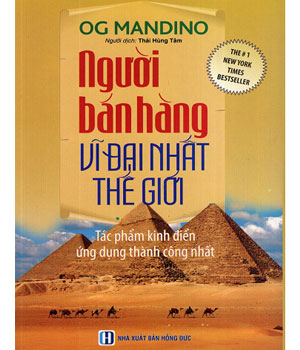 OG MANDINO
Người dịch: Thái Hùng Tâm
THE #1
NEW YORK
TIMES
BESTSELLER
Người
bán hàng
VĨ ĐẠI NHẤT
THẾ GIỚI
Tác phẩm kinh điển
ứng dụng thành công nhất
H
NHÀ XUẤT BẢN HỒNG ĐỨC